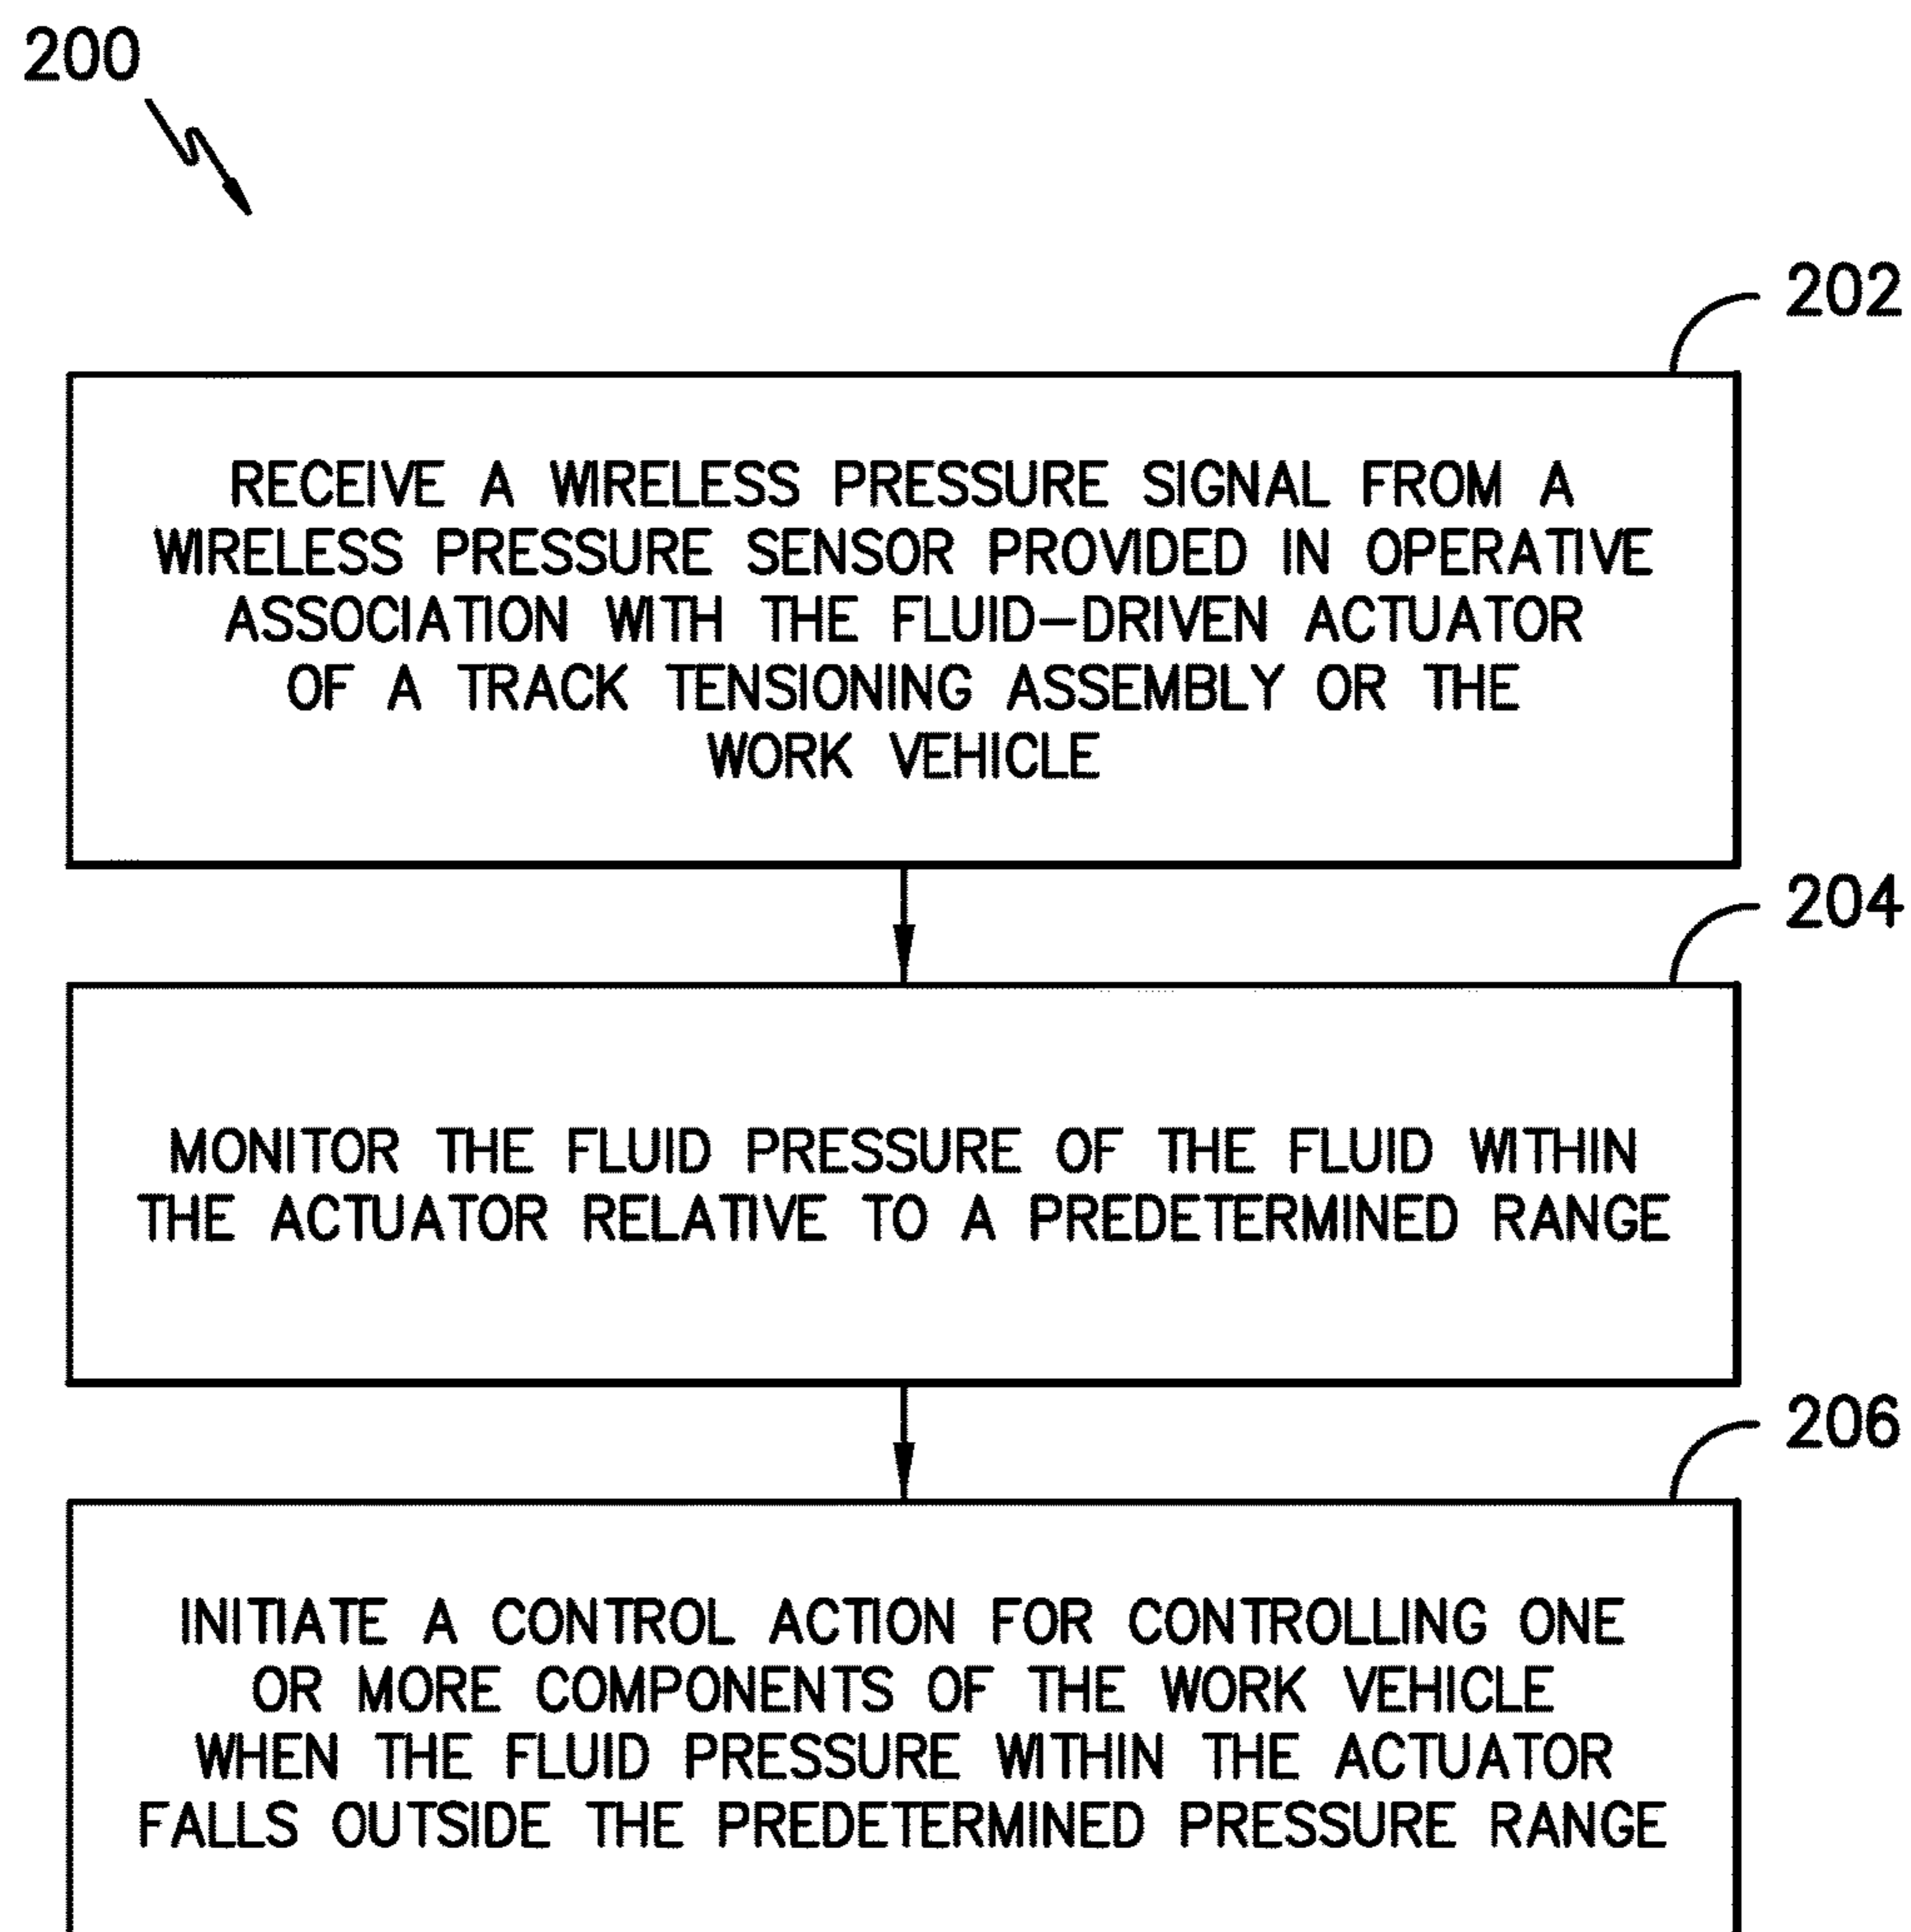 200
202
RECEIVE A WIRELESS PRESSURE SIGNAL FROM A
WIRELESS PRESSURE SENSOR PROVIDED IN OPERATIVE
ASSOCIATION WITH THE FLUID-DRIVEN ACTUATOR
OF A TRACK TENSIONING ASSEMBLY OR THE
WORK VEHICLE
204
MONITOR THE FLUID PRESSURE OF THE FLUID WITHIN
THE ACTUATOR RELATIVE TO A PREDETERMINED RANGE
206
INITIATE A CONTROL ACTION FOR CONTROLLING ONE
OR MORE COMPONENTS OF THE WORK VEHICLE
WHEN THE FLUID PRESSURE WITHIN THE ACTUATOR
FALLS OUTSIDE THE PREDETERMINED PRESSURE RANGE